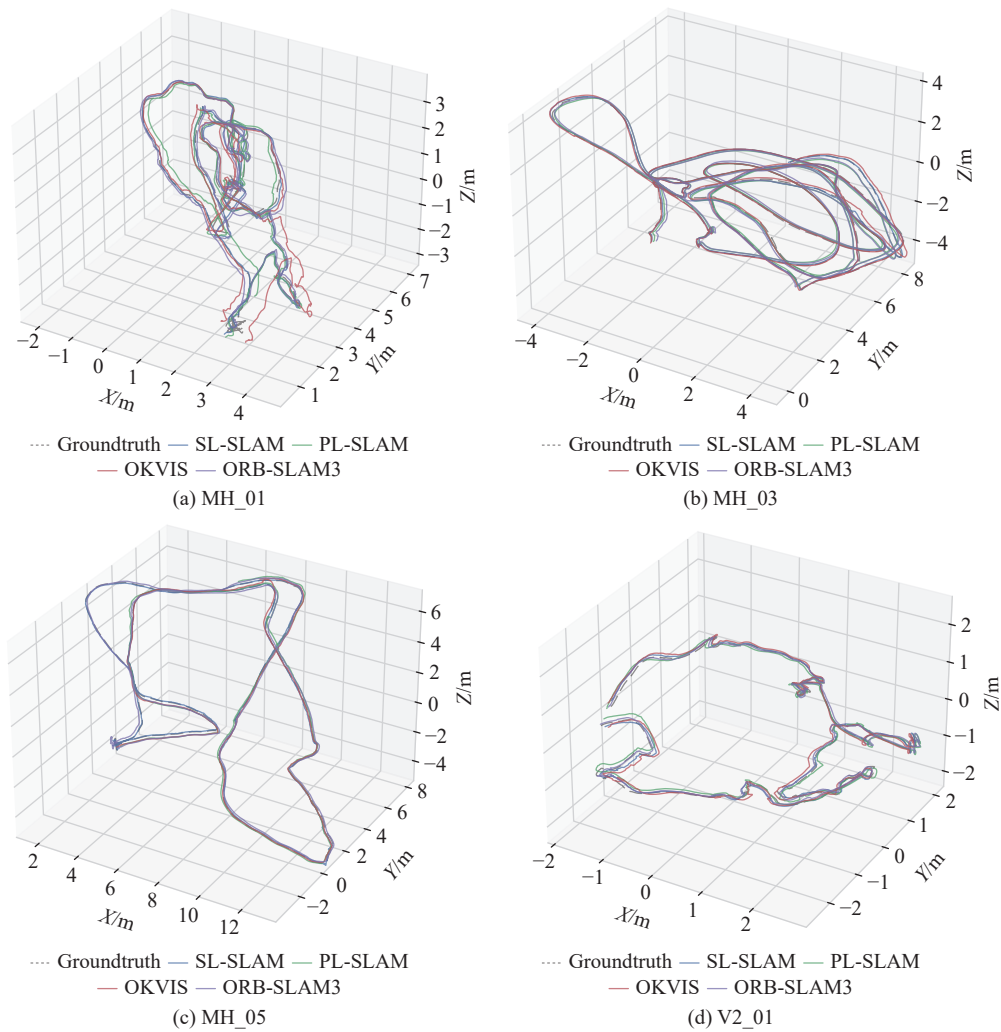 3
2
1
0
−1
−2
−3
Z/m
7
6
5
4
3
2
1
Y/m
−2
−1
0
1
2
3
4
X/m
Groundtruth SL-SLAM PL-SLAM
OKVIS ORB-SLAM3
(a) MH_01
4
2
0
−2
−4
Z/m
8
6
4
2
0
Y/m
−4
−2
0
2
4
X/m
Groundtruth SL-SLAM PL-SLAM
OKVIS ORB-SLAM3
(b) MH_03
6
4
2
0
−2
−4
Z/m
8
6
4
2
0
−2
Y/m
2
4
6
8
10
12
X/m
Groundtruth SL-SLAM PL-SLAM
OKVIS ORB-SLAM3
(c) MH_05
2
1
0
−1
−2
Z/m
2
1
0
−1
−2
Y/m
−2
−1
0
1
2
X/m
Groundtruth SL-SLAM PL-SLAM
OKVIS ORB-SLAM3
(d) V2_01